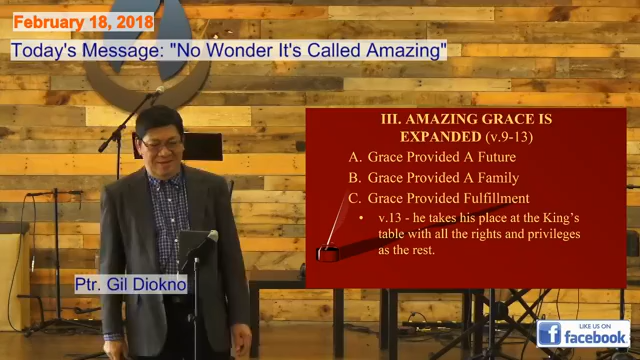 February 18, 2018
Today's Message: "No Wonder It's Called Amazing"
III. AMAZING GRACE IS
EXPANDED (v.9-13)
A. Grace Provided A Future
B. Grace Provided A Family
C. Grace Provided Fulfillment
• v.13 - he takes his place at the King's
table with all the rights and privileges
as the rest.
Ptr. Gil Diokno
LIKE US ON
facebook